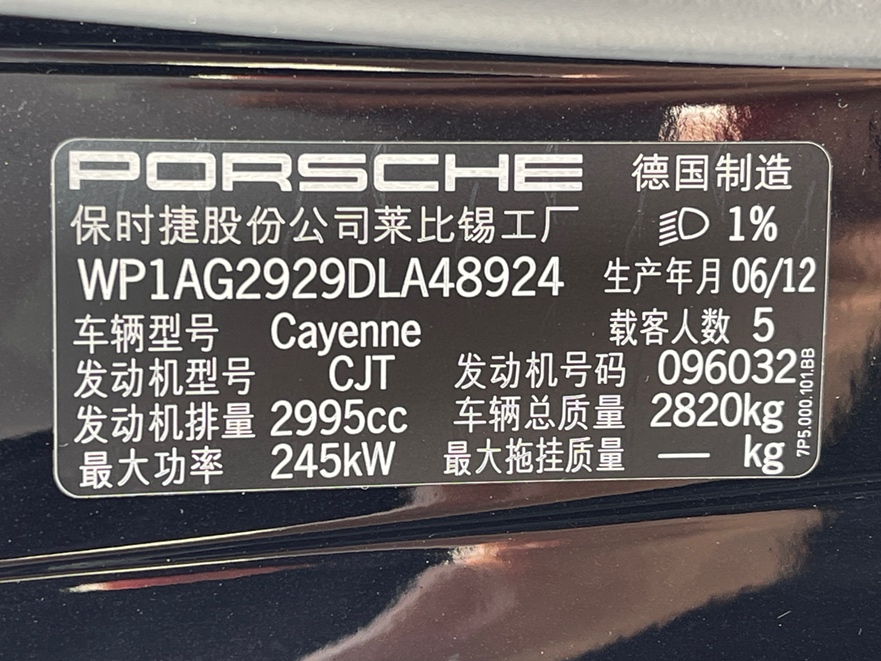 PORSCHE 德国制造
保时捷股份公司莱比锡工厂 1%
WP1AG2929DLA48924 生产年月 06/12
车辆型号 Cayenne 载客人数 5
发动机型号 CJT 发动机号码 096032
发动机排量 2995cc 车辆总质量 2820kg
最大功率 245kW 最大拖挂质量 — kg
7P5.000.101.BB